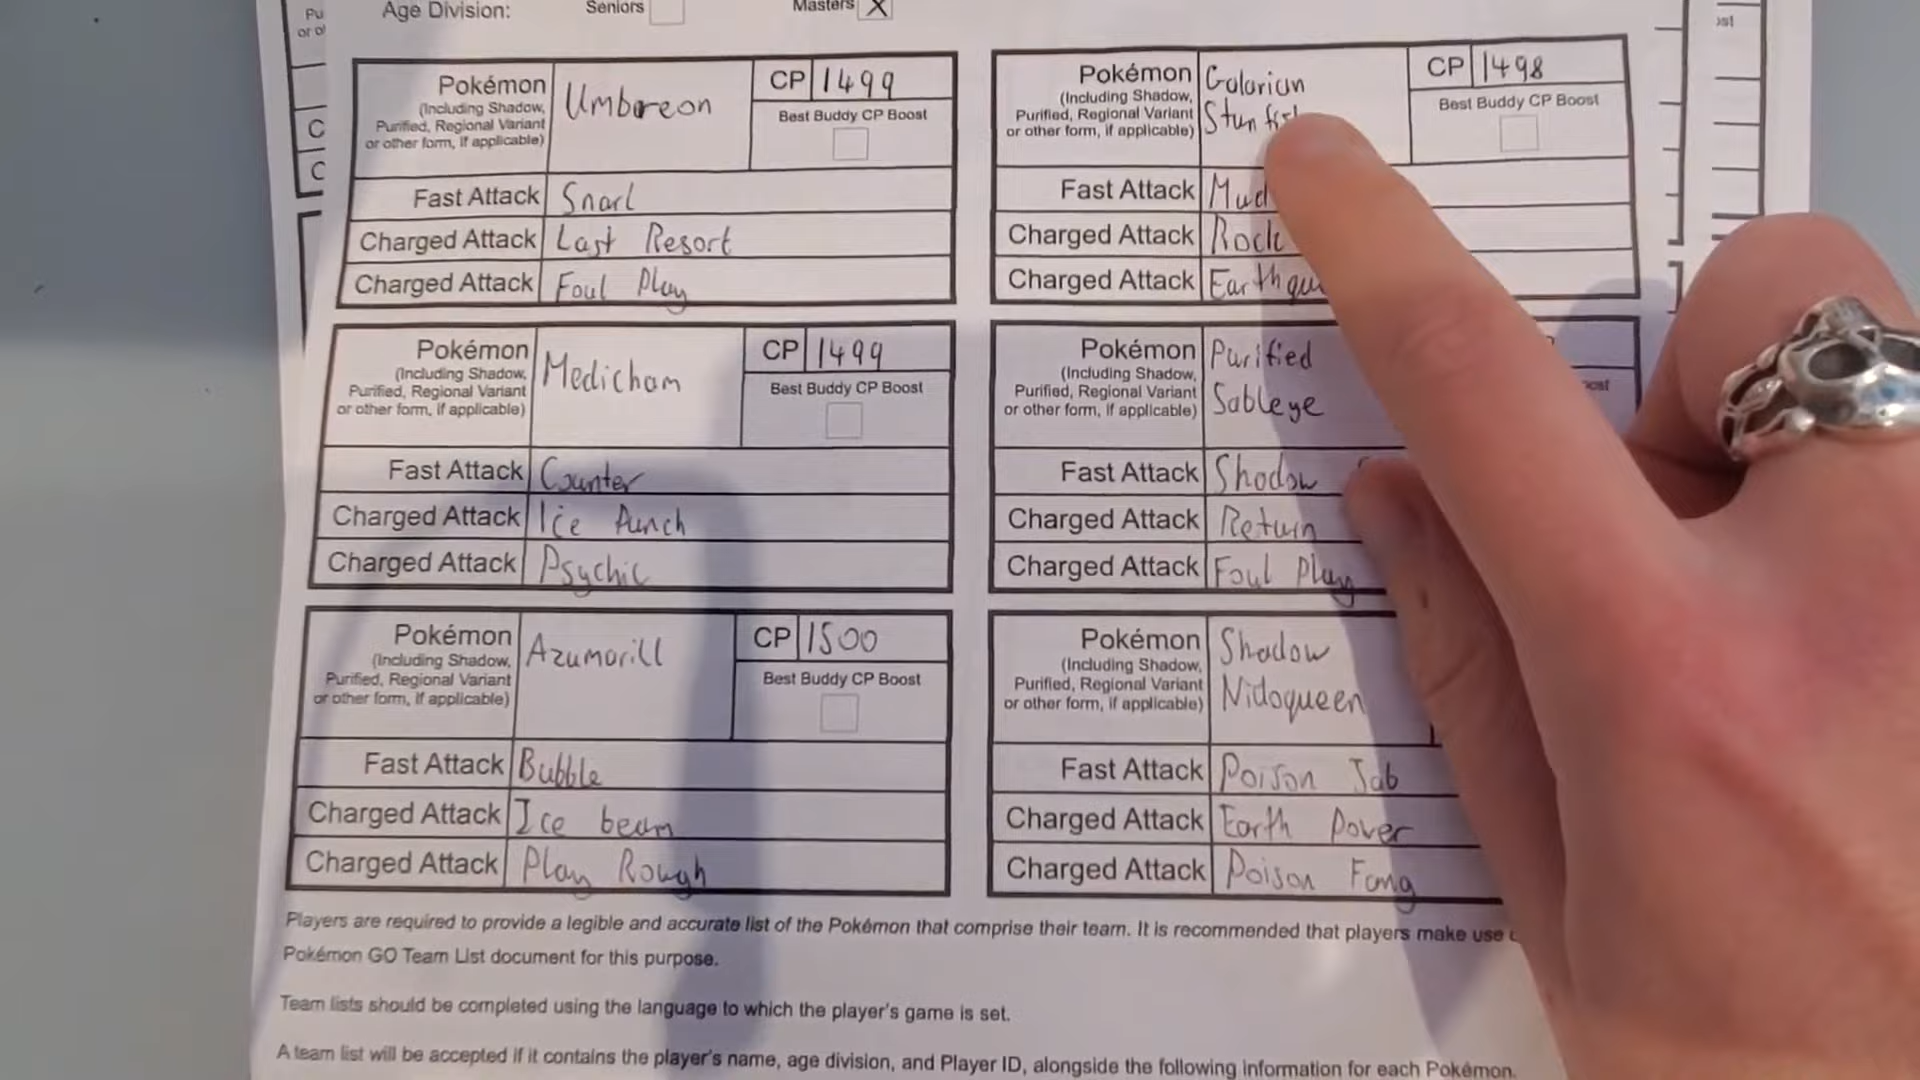 Pu
or o
Age Division:
Seniors
Masters X
ost
C
C
Pokémon
(Including Shadow,
Purified, Regional Variant
or other form, if applicable)
Umbreon
CP 1499
Best Buddy CP Boost
Fast Attack Snarl
Charged Attack Last Resort
Charged Attack Foul Play
Pokémon
(Including Shadow,
Purified, Regional Variant
or other form, if applicable)
Galarian
Stunfis
CP 1498
Best Buddy CP Boost
Fast Attack Mud
Charged Attack Rock
Charged Attack Earthqu
Pokémon
(Including Shadow,
Purified, Regional Variant
or other form, if applicable)
Medicham
CP 1499
Best Buddy CP Boost
Fast Attack Counter
Charged Attack Ice Punch
Charged Attack Psychic
Pokémon
(Including Shadow,
Purified, Regional Variant
or other form, if applicable)
Purified
Sableye
oost
Fast Attack Shadow
Charged Attack Return
Charged Attack Foul Play
Pokémon
(Including Shadow,
Purified, Regional Variant
or other form, if applicable)
Azumarill
CP 1500
Best Buddy CP Boost
Fast Attack Bubble
Charged Attack Ice beam
Charged Attack Play Rough
Pokémon
(Including Shadow,
Purified, Regional Variant
or other form, if applicable)
Shadow
Nidoqueen
Fast Attack Poison Jab
Charged Attack Earth Power
Charged Attack Poison Fang
Players are required to provide a legible and accurate list of the Pokémon that comprise their team. It is recommended that players make use
Pokémon GO Team List document for this purpose.
Team lists should be completed using the language to which the player's game is set.
A team list will be accepted if it contains the player's name, age division, and Player ID, alongside the following information for each Pokémon.